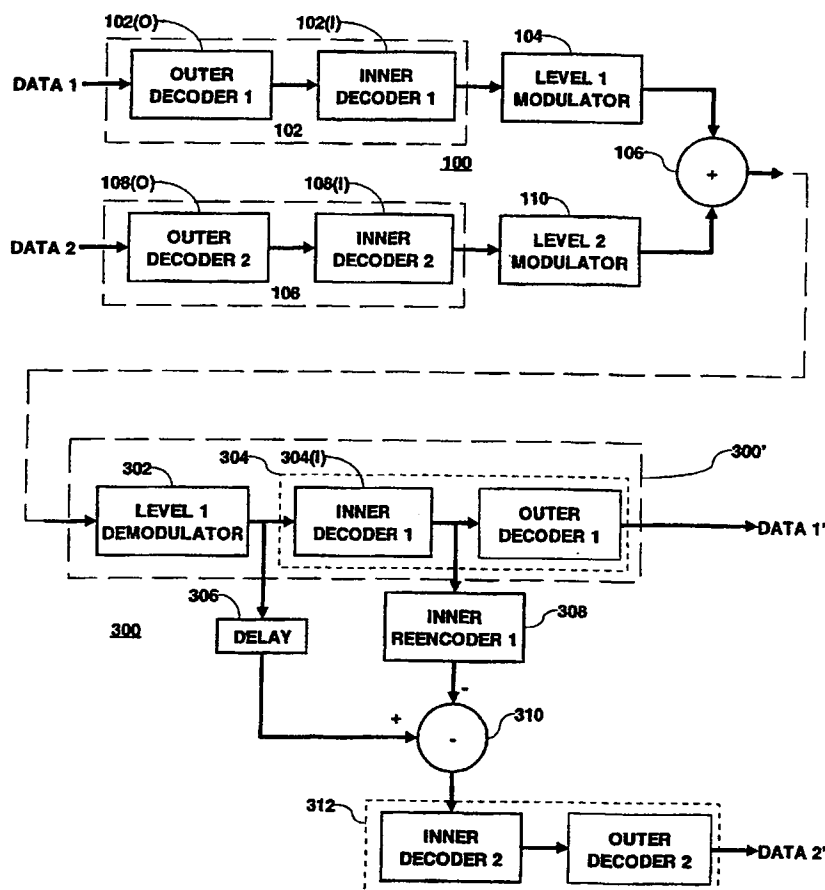 102(O)
102(I)
104
DATA 1
OUTER
DECODER 1
INNER
DECODER 1
LEVEL 1
MODULATOR
102
100
106
+
108(O)
108(I)
110
DATA 2
OUTER
DECODER 2
INNER
DECODER 2
LEVEL 2
MODULATOR
106
302
304
304(I)
300'
LEVEL 1
DEMODULATOR
INNER
DECODER 1
OUTER
DECODER 1
DATA 1'
306
300
DELAY
INNER
REENCODER 1
308
-
+
-
310
312
INNER
DECODER 2
OUTER
DECODER 2
DATA 2'